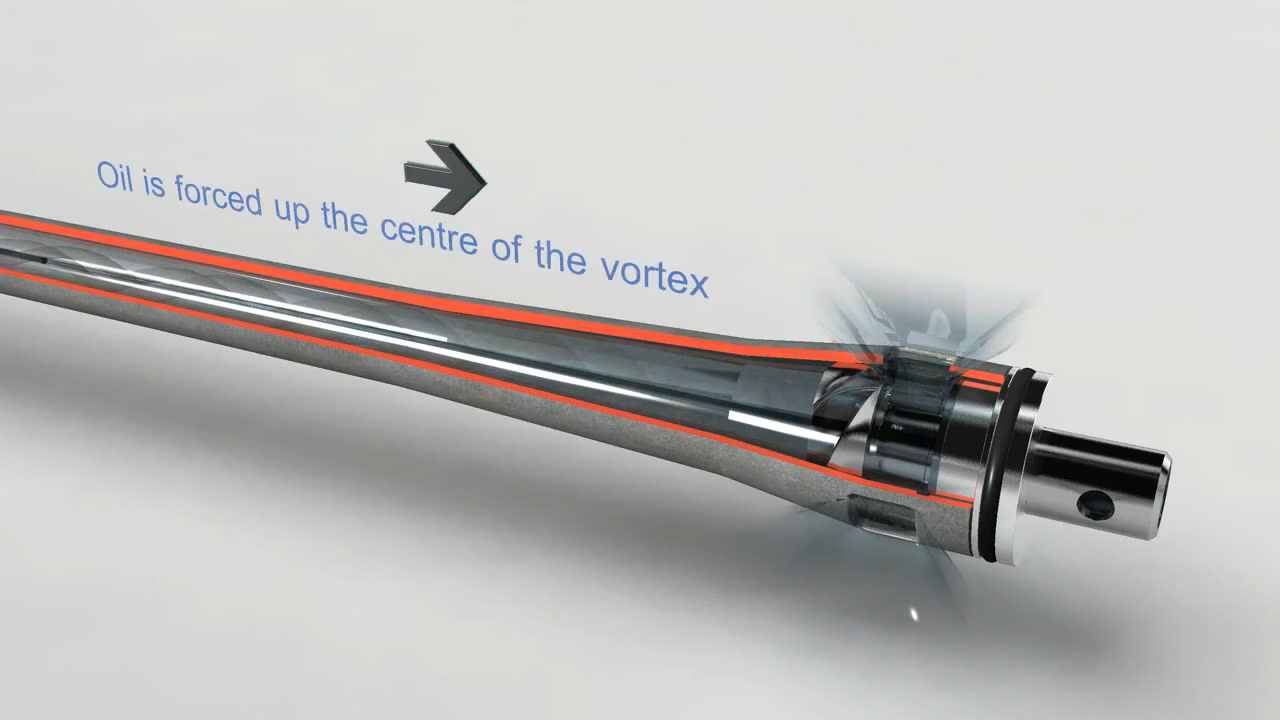 Oil is forced up the centre of the vortex